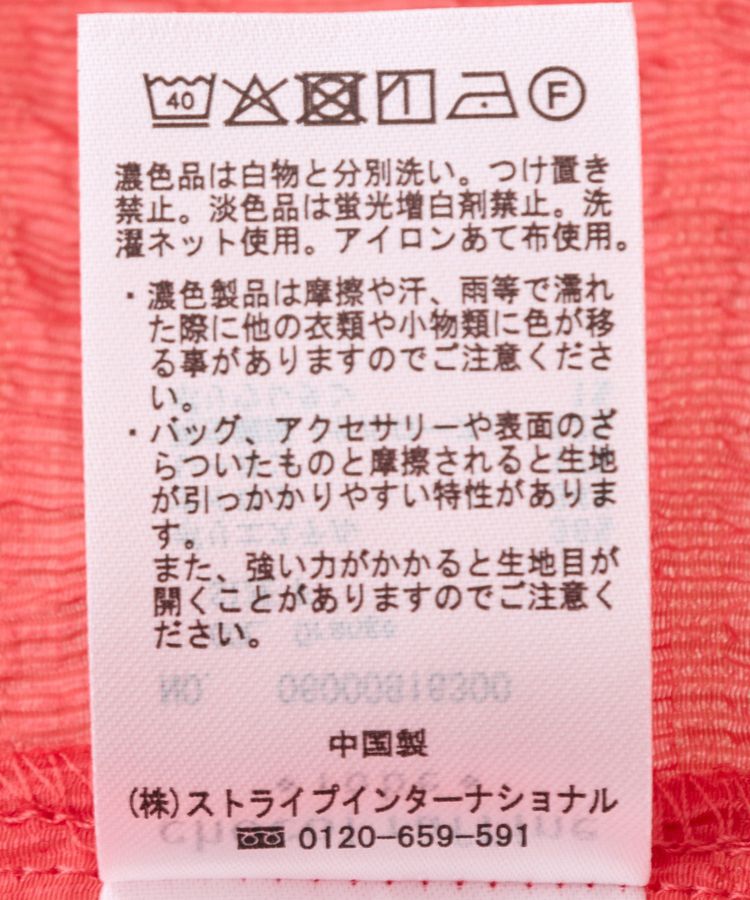 40 F
濃色品は白物と分別洗い。つけ置き
禁止。淡色品は蛍光増白剤禁止。洗
濯ネット使用。アイロンあて布使用。
・濃色製品は摩擦や汗、雨等で濡れ
た際に他の衣類や小物類に色が移
る事がありますのでご注意くださ
い。
・バッグ、アクセサリーや表面のざ
らついたものと摩擦されると生地
が引っかかりやすい特性がありま
す。
また、強い力がかかると生地目が
開くことがありますのでご注意く
ださい。
中国製
(株)ストライプインターナショナル
0120-659-591